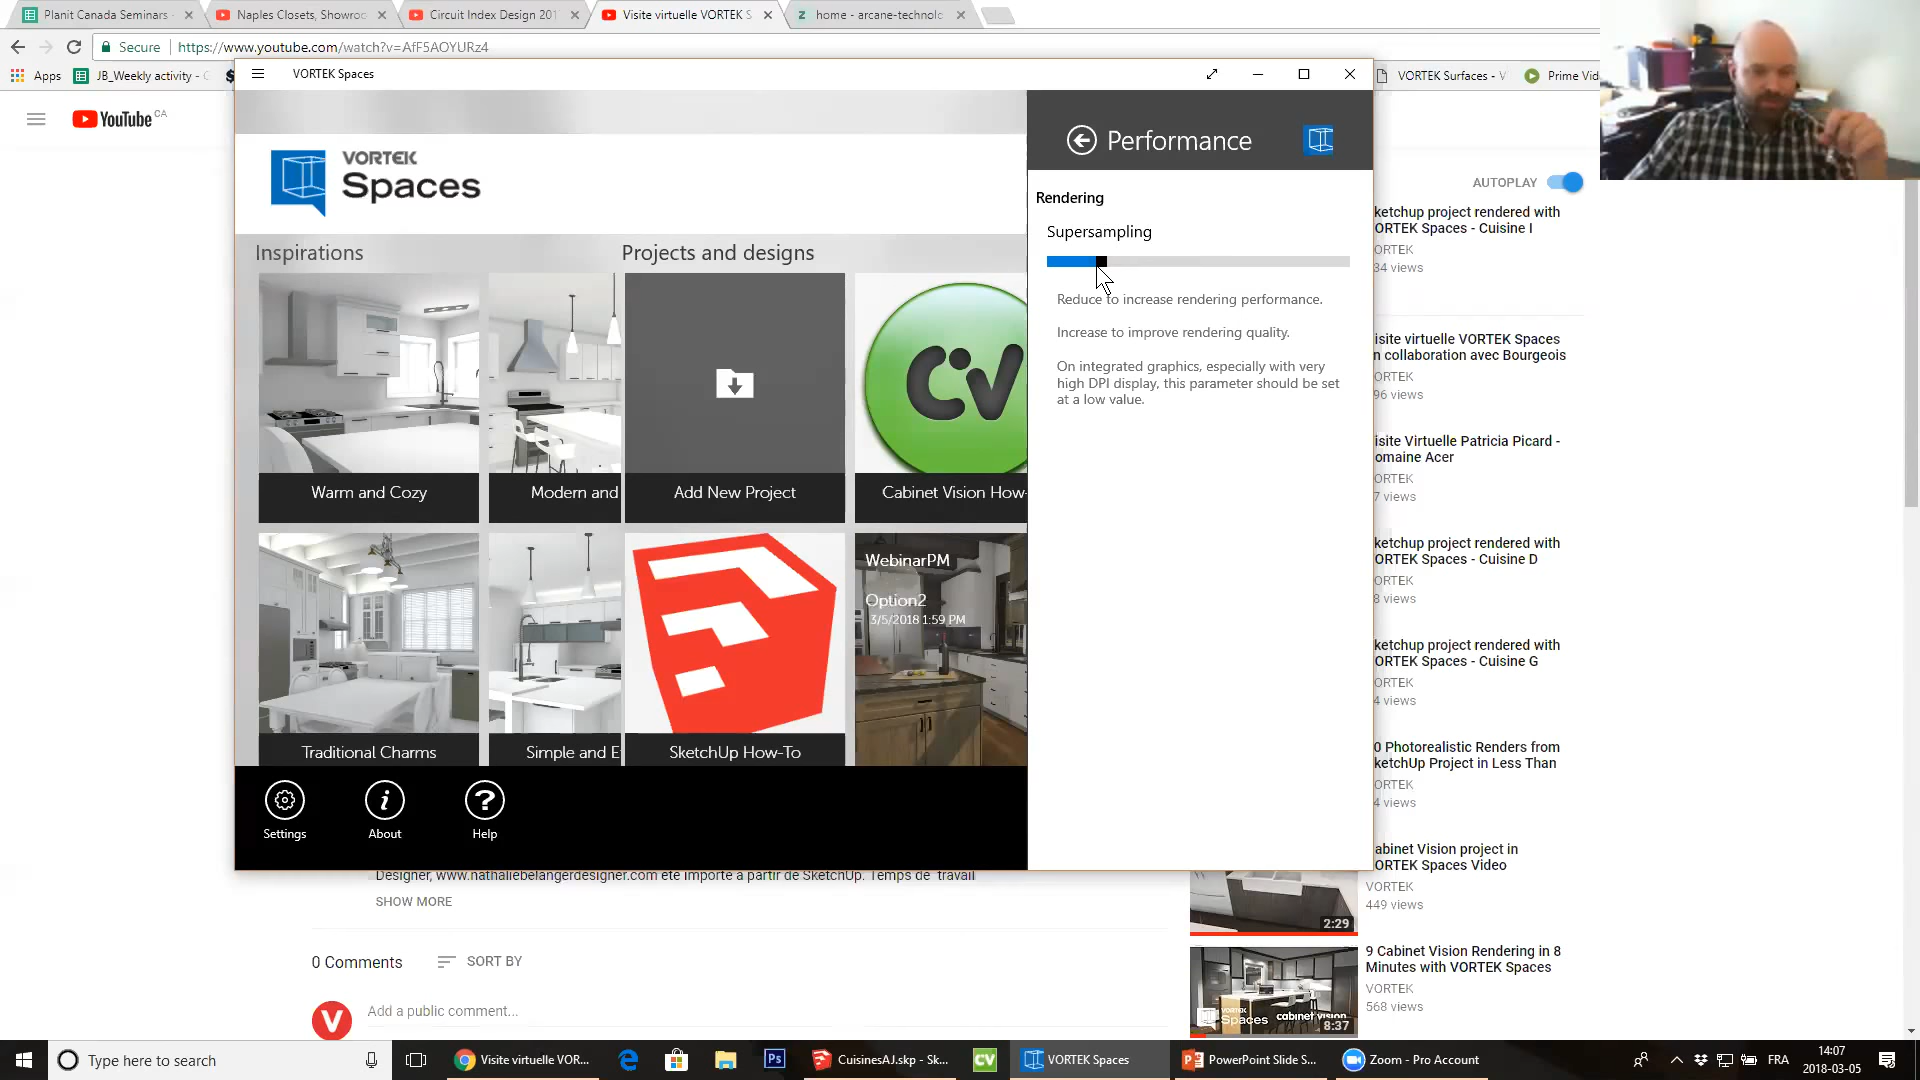 Planit Canada Seminars
Naples Closets, Showroo
Circuit Index Design 201
Visite virtuelle VORTEK S
home - arcane-technolo
Secure
https://www.youtube.com/watch?v=AfF5AOYURz4
Apps
JB_Weekly activity - G
VORTEK Surfaces - V
Prime Vid
VORTEK Spaces
YouTube CA
AUTOPLAY
VORTEK
Spaces
Inspirations
Projects and designs
Warm and Cozy
Modern and
Add New Project
CV
Cabinet Vision How-
Traditional Charms
Simple and E
SketchUp How-To
WebinarPM
Option2
3/5/2018 1:59 PM
Settings
About
Help
Performance
Rendering
Supersampling
Reduce to increase rendering performance.
Increase to improve rendering quality.
On integrated graphics, especially with very
high DPI display, this parameter should be set
at a low value.
ketchup project rendered with
ORTEK Spaces - Cuisine I
ORTEK
34 views
isite virtuelle VORTEK Spaces
n collaboration avec Bourgeois
ORTEK
96 views
isite Virtuelle Patricia Picard -
omaine Acer
ORTEK
7 views
ketchup project rendered with
ORTEK Spaces - Cuisine D
ORTEK
8 views
ketchup project rendered with
ORTEK Spaces - Cuisine G
ORTEK
4 views
0 Photorealistic Renders from
ketchUp Project in Less Than
ORTEK
4 views
abinet Vision project in
ORTEK Spaces Video
VORTEK
449 views
2:29
9 Cabinet Vision Rendering in 8
Minutes with VORTEK Spaces
VORTEK
568 views
Spaces
cabinet vision
8:37
Designer, www.nathaliebelangerdesigner.com été importé à partir de SketchUp. Temps de travail
SHOW MORE
0 Comments
SORT BY
V
Add a public comment...
Type here to search
Visite virtuelle VOR...
Ps
CuisinesAJ.skp - Sk...
CV
VORTEK Spaces
PowerPoint Slide S...
Zoom - Pro Account
FRA
14:07
2018-03-05